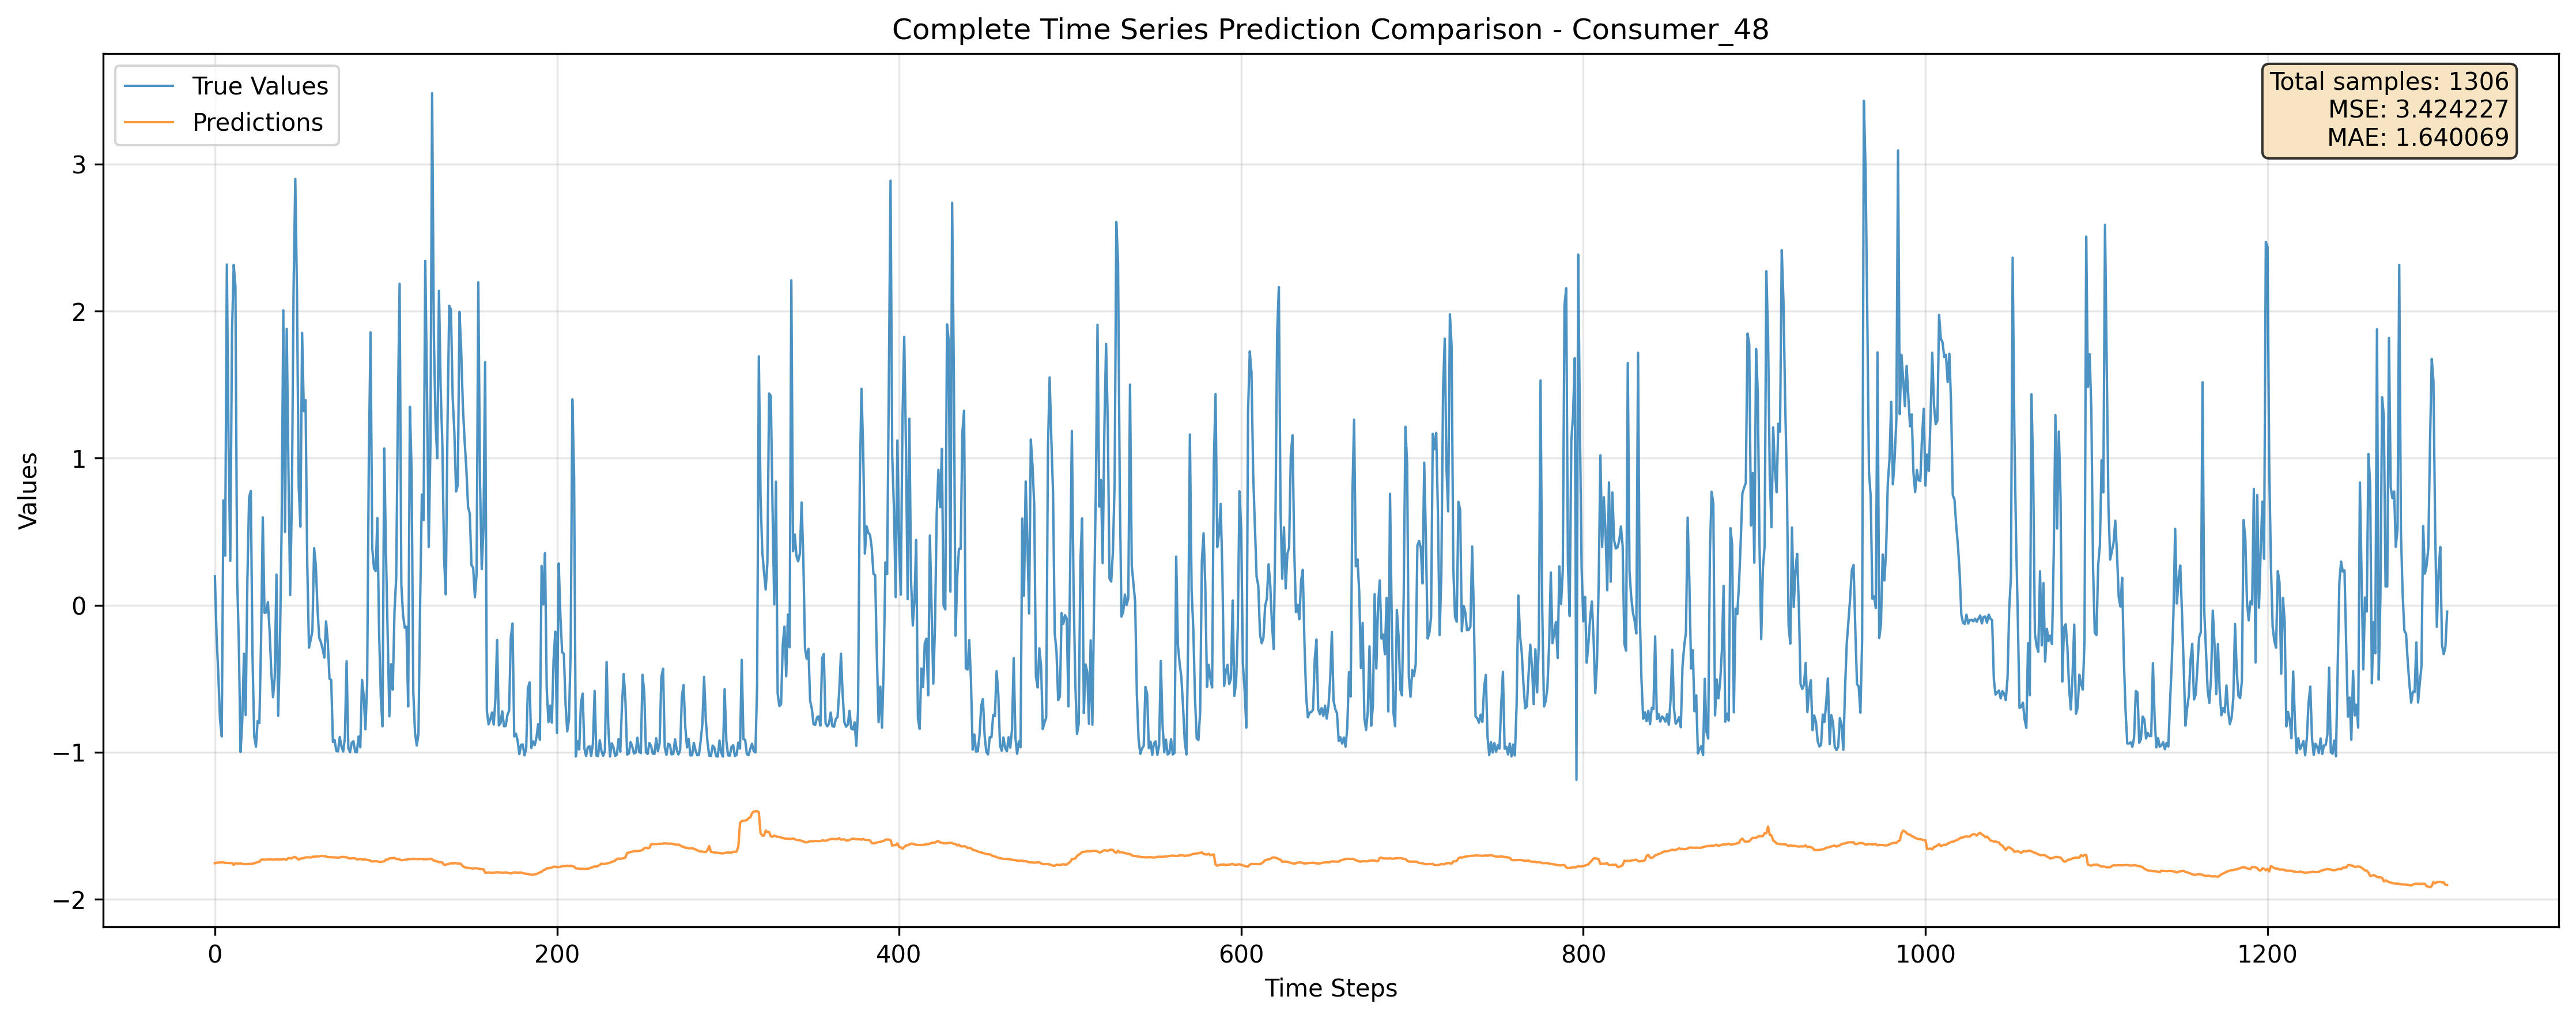 Complete Time Series Prediction Comparison - Consumer_48
True Values
Predictions
Total samples: 1306
MSE: 3.424227
MAE: 1.640069
Values
3
2
1
0
−1
−2
0
200
400
600
800
1000
1200
Time Steps